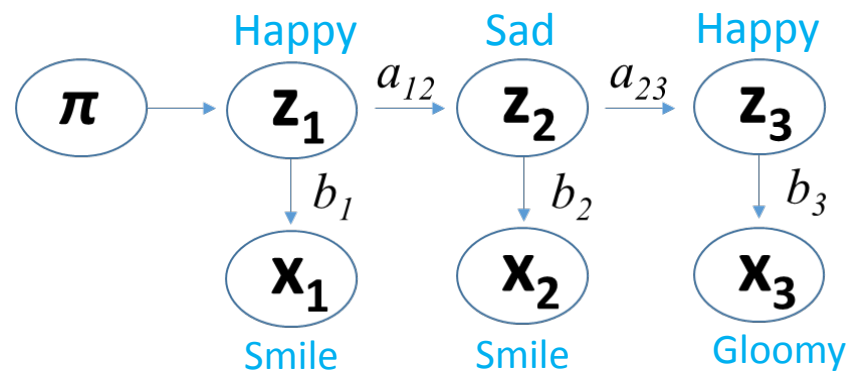 Happy Sad Happy
π z1 a12 z2 a23 z3
b1 b2 b3
x1 x2 x3
Smile Smile Gloomy